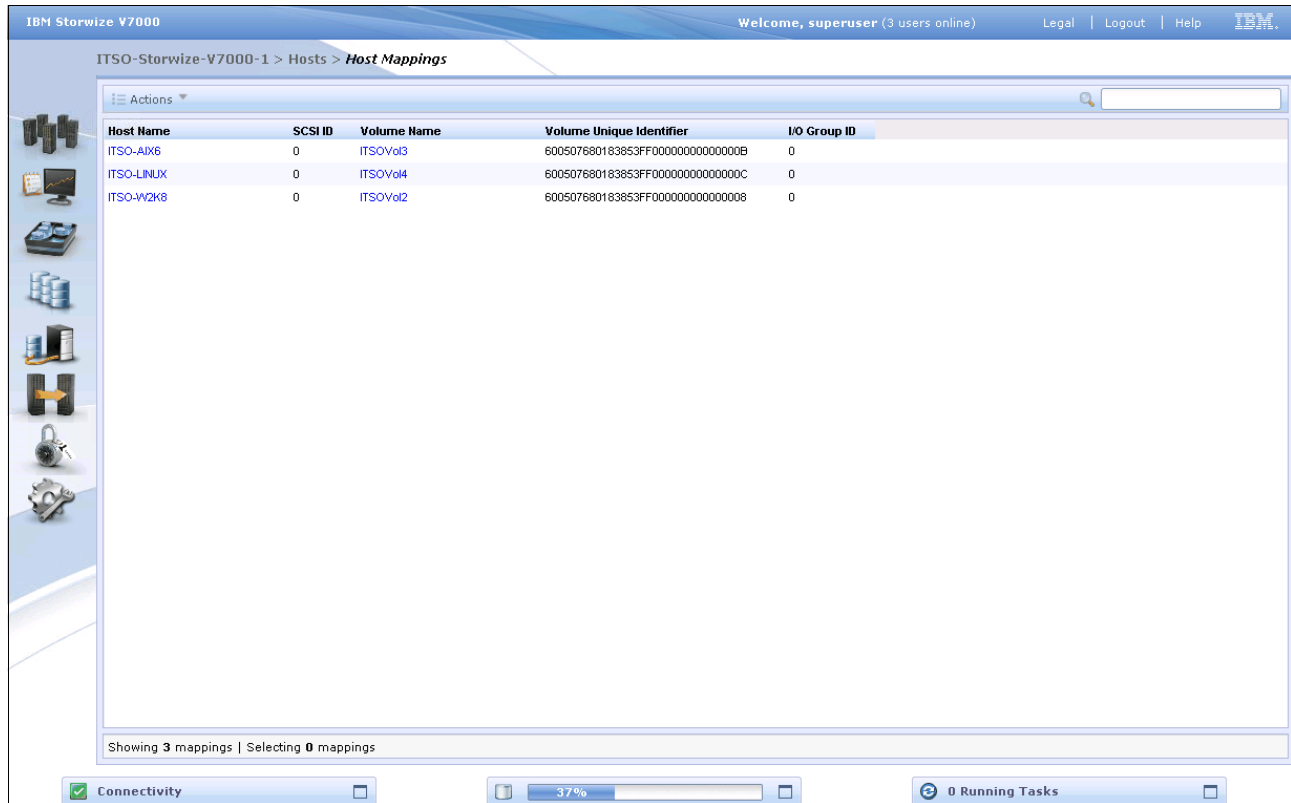 IBM Storwize V7000 Welcome, superuser (3 users online) Legal | Logout | Help IBM.
ITSO-Storwize-V7000-1 > Hosts > Host Mappings
Actions
Host Name SCSI ID Volume Name Volume Unique Identifier I/O Group ID
ITSO-AIX6 0 ITSOVol3 600507680183853FF00000000000000B 0
ITSO-LINUX 0 ITSOVol4 600507680183853FF00000000000000C 0
ITSO-W2K8 0 ITSOVol2 600507680183853FF000000000000008 0
Showing 3 mappings | Selecting 0 mappings
Connectivity 37% 0 Running Tasks